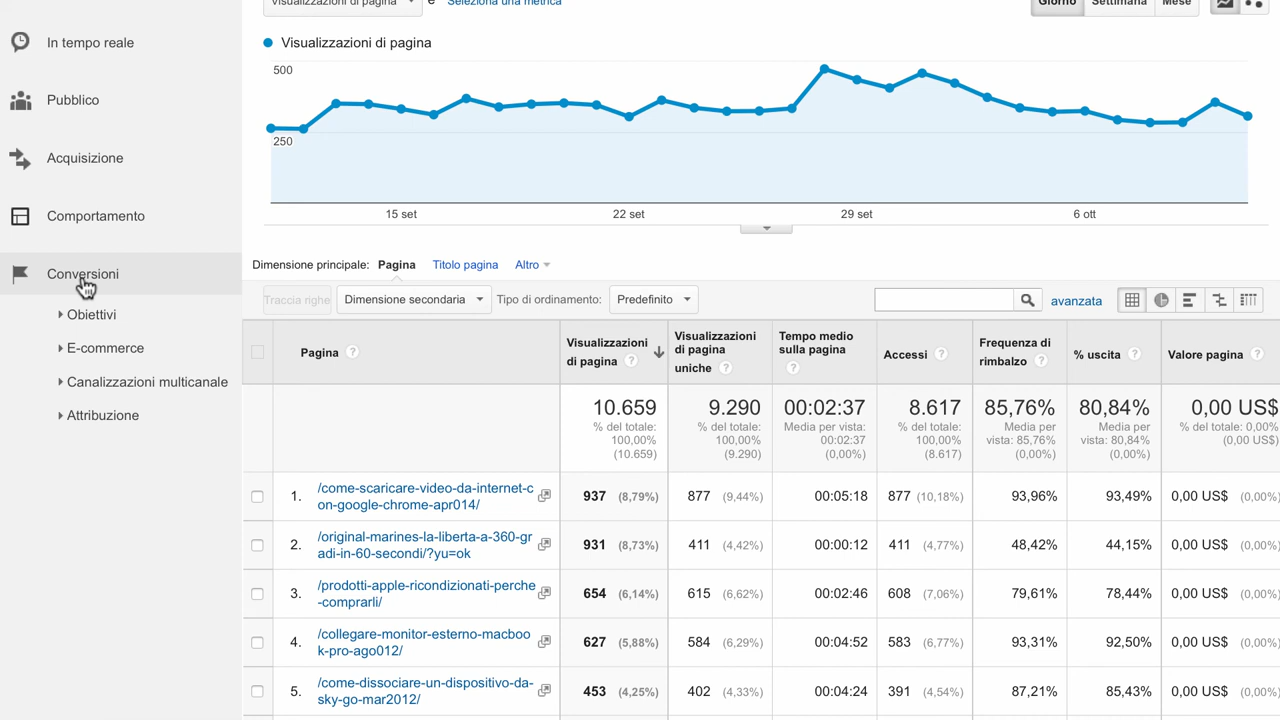 Visualizzazioni di pagina e Seleziona una metrica Giorno Settimana Mese
In tempo reale
Pubblico
Acquisizione
Comportamento
Conversioni
Obiettivi
E-commerce
Canalizzazioni multicanale
Attribuzione
Visualizzazioni di pagina
500
250
15 set 22 set 29 set 6 ott
Dimensione principale: Pagina Titolo pagina Altro
Traccia righe Dimensione secondaria Tipo di ordinamento: Predefinito avanzata
Pagina ?
Visualizzazioni
di pagina ?
Visualizzazioni
di pagina
uniche ?
Tempo medio
sulla pagina
?
Accessi ?
Frequenza di
rimbalzo ?
% uscita ?
Valore pagina ?
10.659
% del totale:
100,00%
(10.659)
9.290
% del totale:
100,00%
(9.290)
00:02:37
Media per vista:
00:02:37
(0,00%)
8.617
% del totale:
100,00%
(8.617)
85,76%
Media per
vista: 85,76%
(0,00%)
80,84%
Media per
vista: 80,84%
(0,00%)
0,00 US$
% del totale: 0,00%
(0,00 US$)
1. /come-scaricare-video-da-internet-c
on-google-chrome-apr014/
937 (8,79%) 877 (9,44%) 00:05:18 877 (10,18%) 93,96% 93,49% 0,00 US$ (0,00%)
2. /original-marines-la-liberta-a-360-gr
adi-in-60-secondi/?yu=ok
931 (8,73%) 411 (4,42%) 00:00:12 411 (4,77%) 48,42% 44,15% 0,00 US$ (0,00%)
3. /prodotti-apple-ricondizionati-perche
-comprarli/
654 (6,14%) 615 (6,62%) 00:02:46 608 (7,06%) 79,61% 78,44% 0,00 US$ (0,00%)
4. /collegare-monitor-esterno-macboo
k-pro-ago012/
627 (5,88%) 584 (6,29%) 00:04:52 583 (6,77%) 93,31% 92,50% 0,00 US$ (0,00%)
5. /come-dissociare-un-dispositivo-da-
sky-go-mar2012/
453 (4,25%) 402 (4,33%) 00:04:24 391 (4,54%) 87,21% 85,43% 0,00 US$ (0,00%)